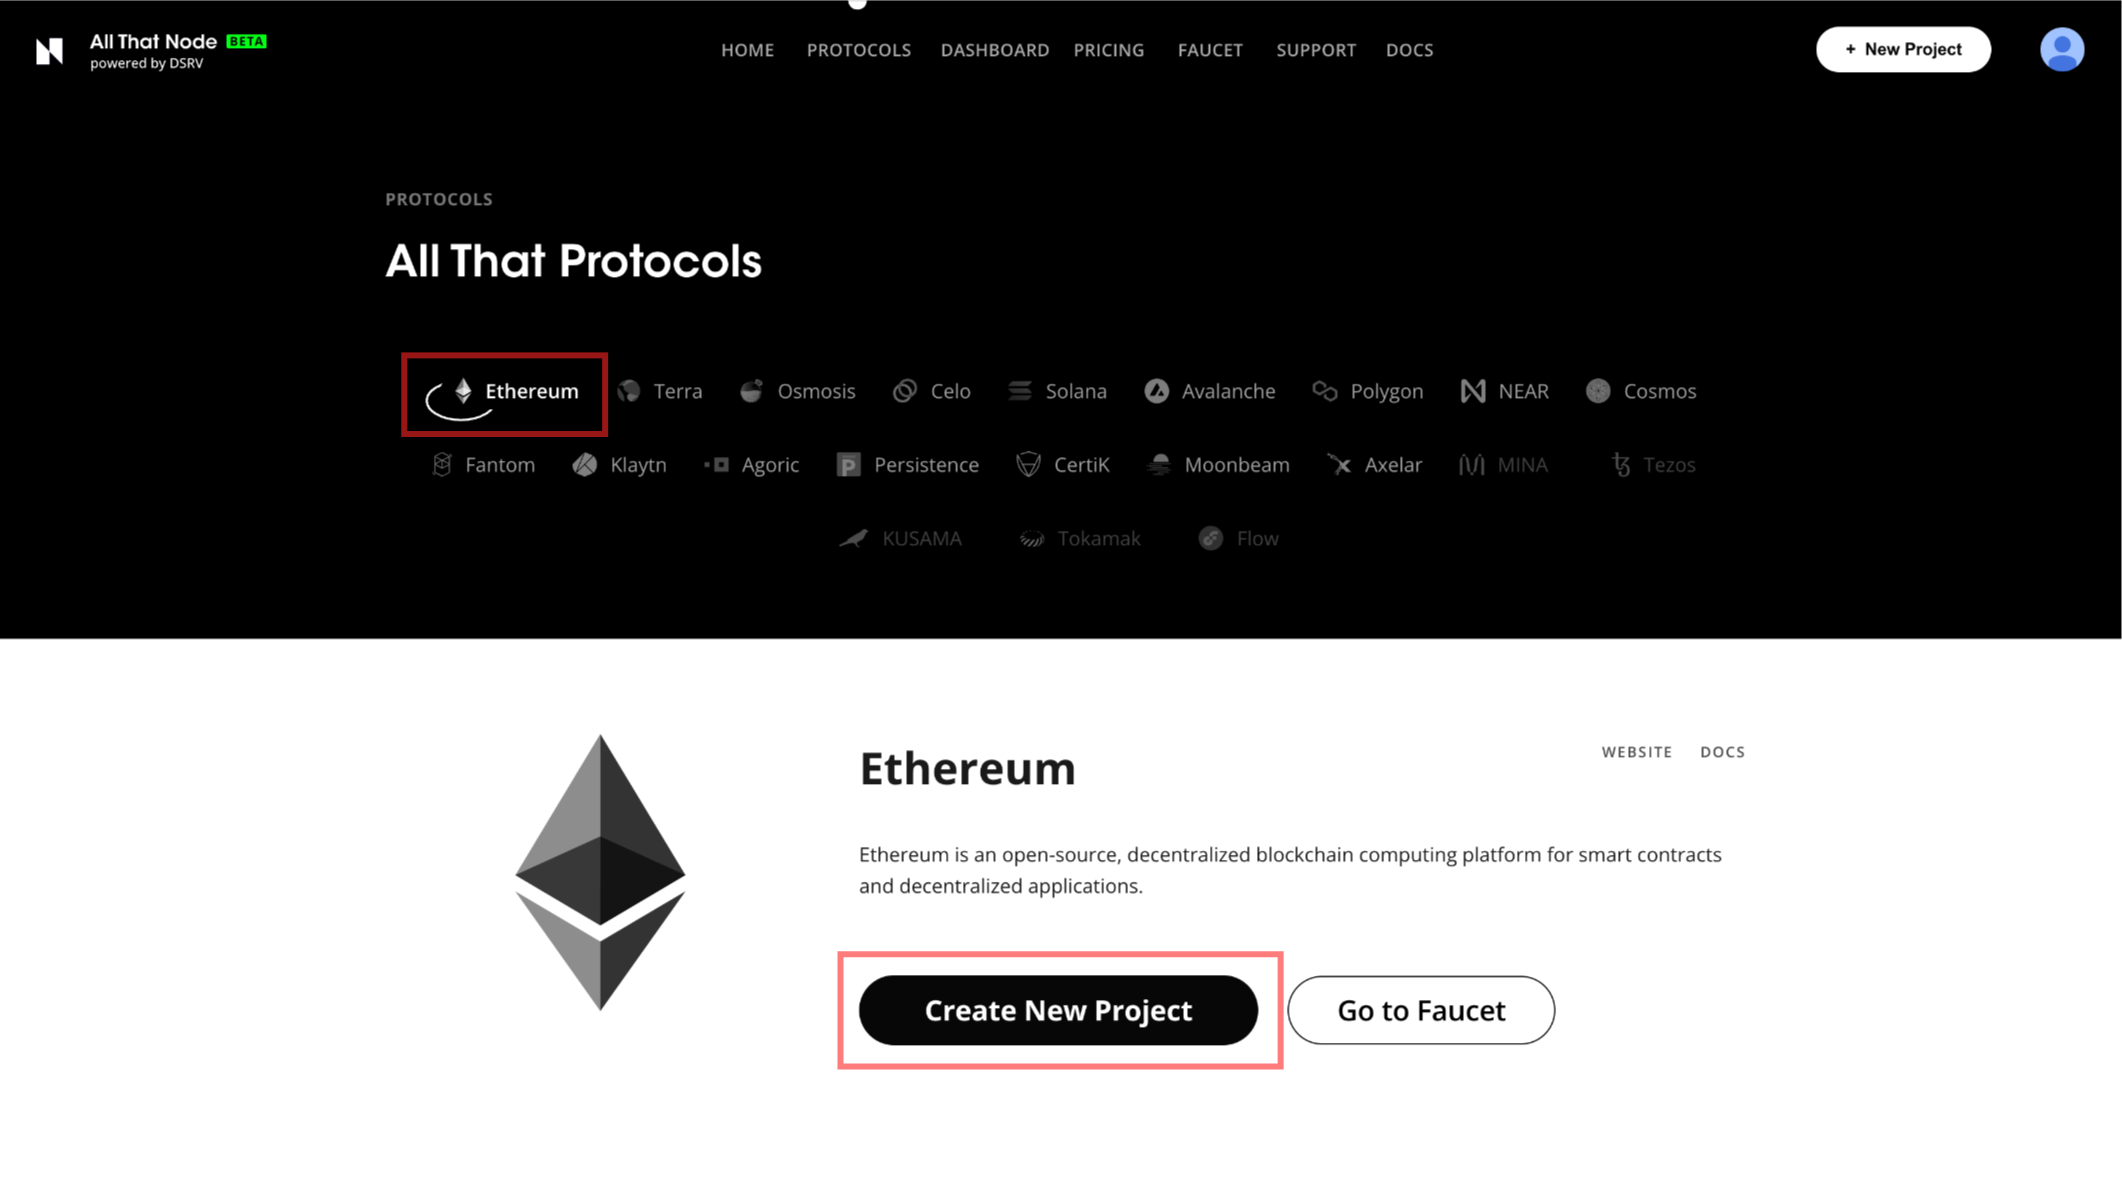 All That Node BETA
powered by DSRV
HOME PROTOCOLS DASHBOARD PRICING FAUCET SUPPORT DOCS
+ New Project
PROTOCOLS
All That Protocols
Ethereum Terra Osmosis Celo Solana Avalanche Polygon NEAR Cosmos
Fantom Klaytn Agoric Persistence CertiK Moonbeam Axelar MINA Tezos
KUSAMA Tokamak Flow
Ethereum
WEBSITE DOCS
Ethereum is an open-source, decentralized blockchain computing platform for smart contracts
and decentralized applications.
Create New Project Go to Faucet